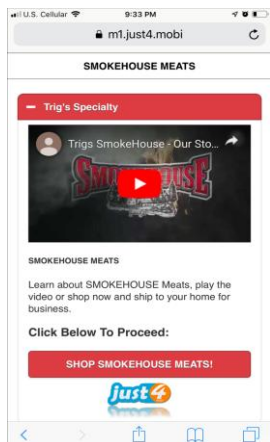 U.S. Cellular 9:33 PM
m1.just4.mobi
SMOKEHOUSE MEATS
Trig's Specialty
Trigs SmokeHouse - Our Sto...
SMOKEHOUSE
SMOKEHOUSE MEATS
Learn about SMOKEHOUSE Meats, play the
video or shop now and ship to your home for
business.
Click Below To Proceed:
SHOP SMOKEHOUSE MEATS!
just4